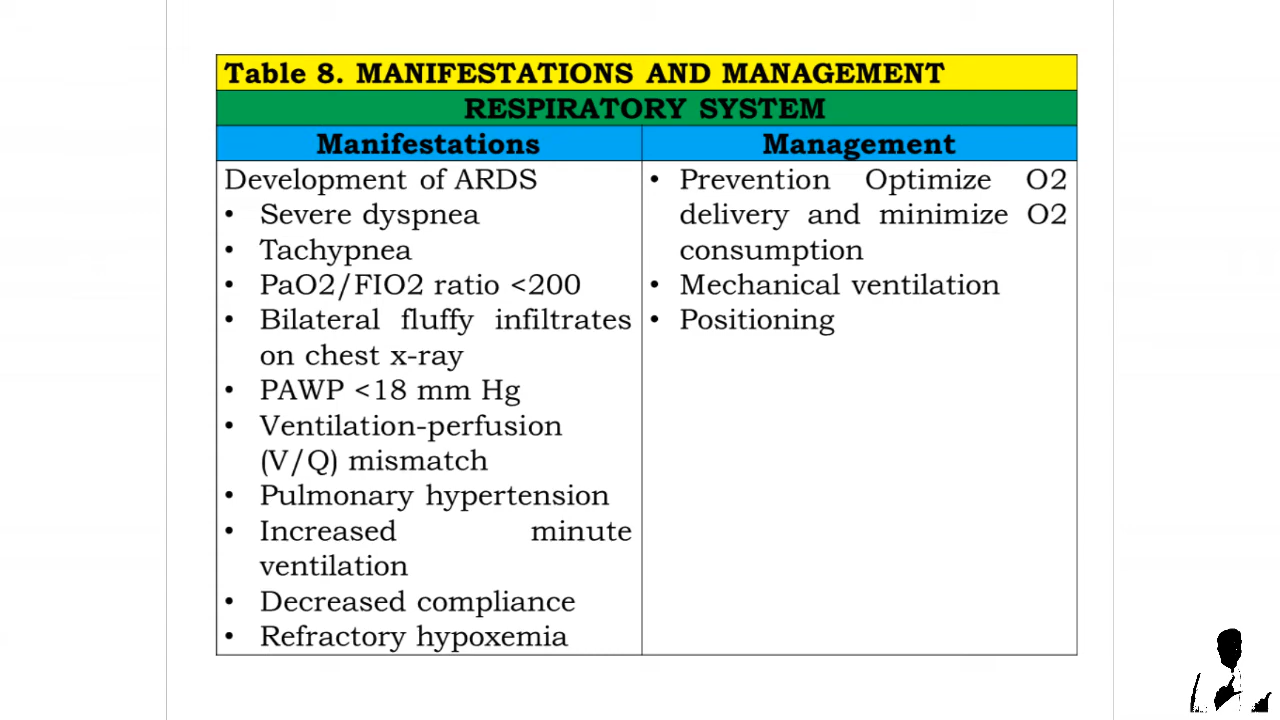 Table 8. MANIFESTATIONS AND MANAGEMENT
RESPIRATORY SYSTEM
Manifestations
Management
Development of ARDS
• Severe dyspnea
• Tachypnea
• PaO2/FIO2 ratio <200
• Bilateral fluffy infiltrates
on chest x-ray
• PAWP <18 mm Hg
• Ventilation-perfusion
(V/Q) mismatch
• Pulmonary hypertension
• Increased minute
ventilation
• Decreased compliance
• Refractory hypoxemia
• Prevention Optimize O2
delivery and minimize O2
consumption
• Mechanical ventilation
• Positioning